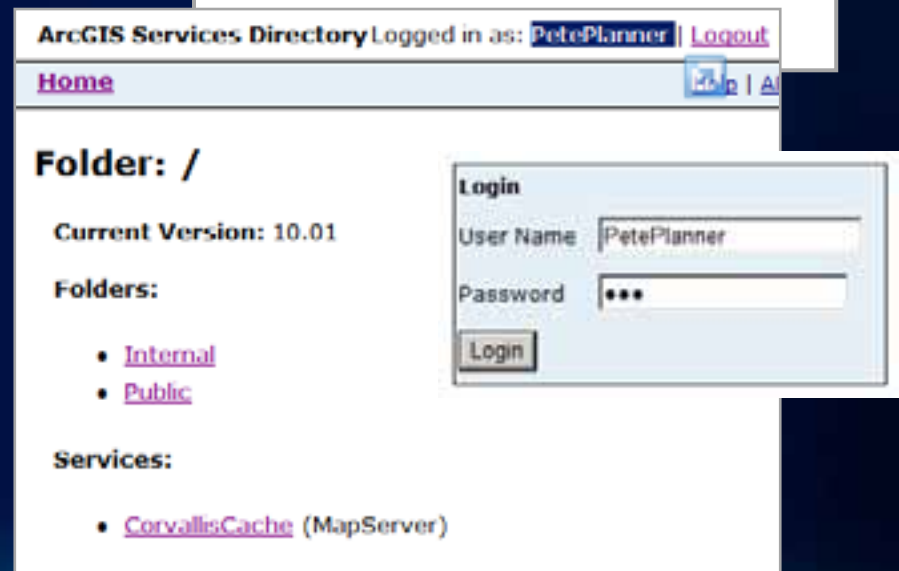 ArcGIS Services Directory Logged in as: PetePlanner | Logout
Home
| 
Folder: /
Current Version: 10.01
Folders:
Internal
Public
Services:
CorvallisCache (MapServer)
Login
User Name PetePlanner
Password •••
Login